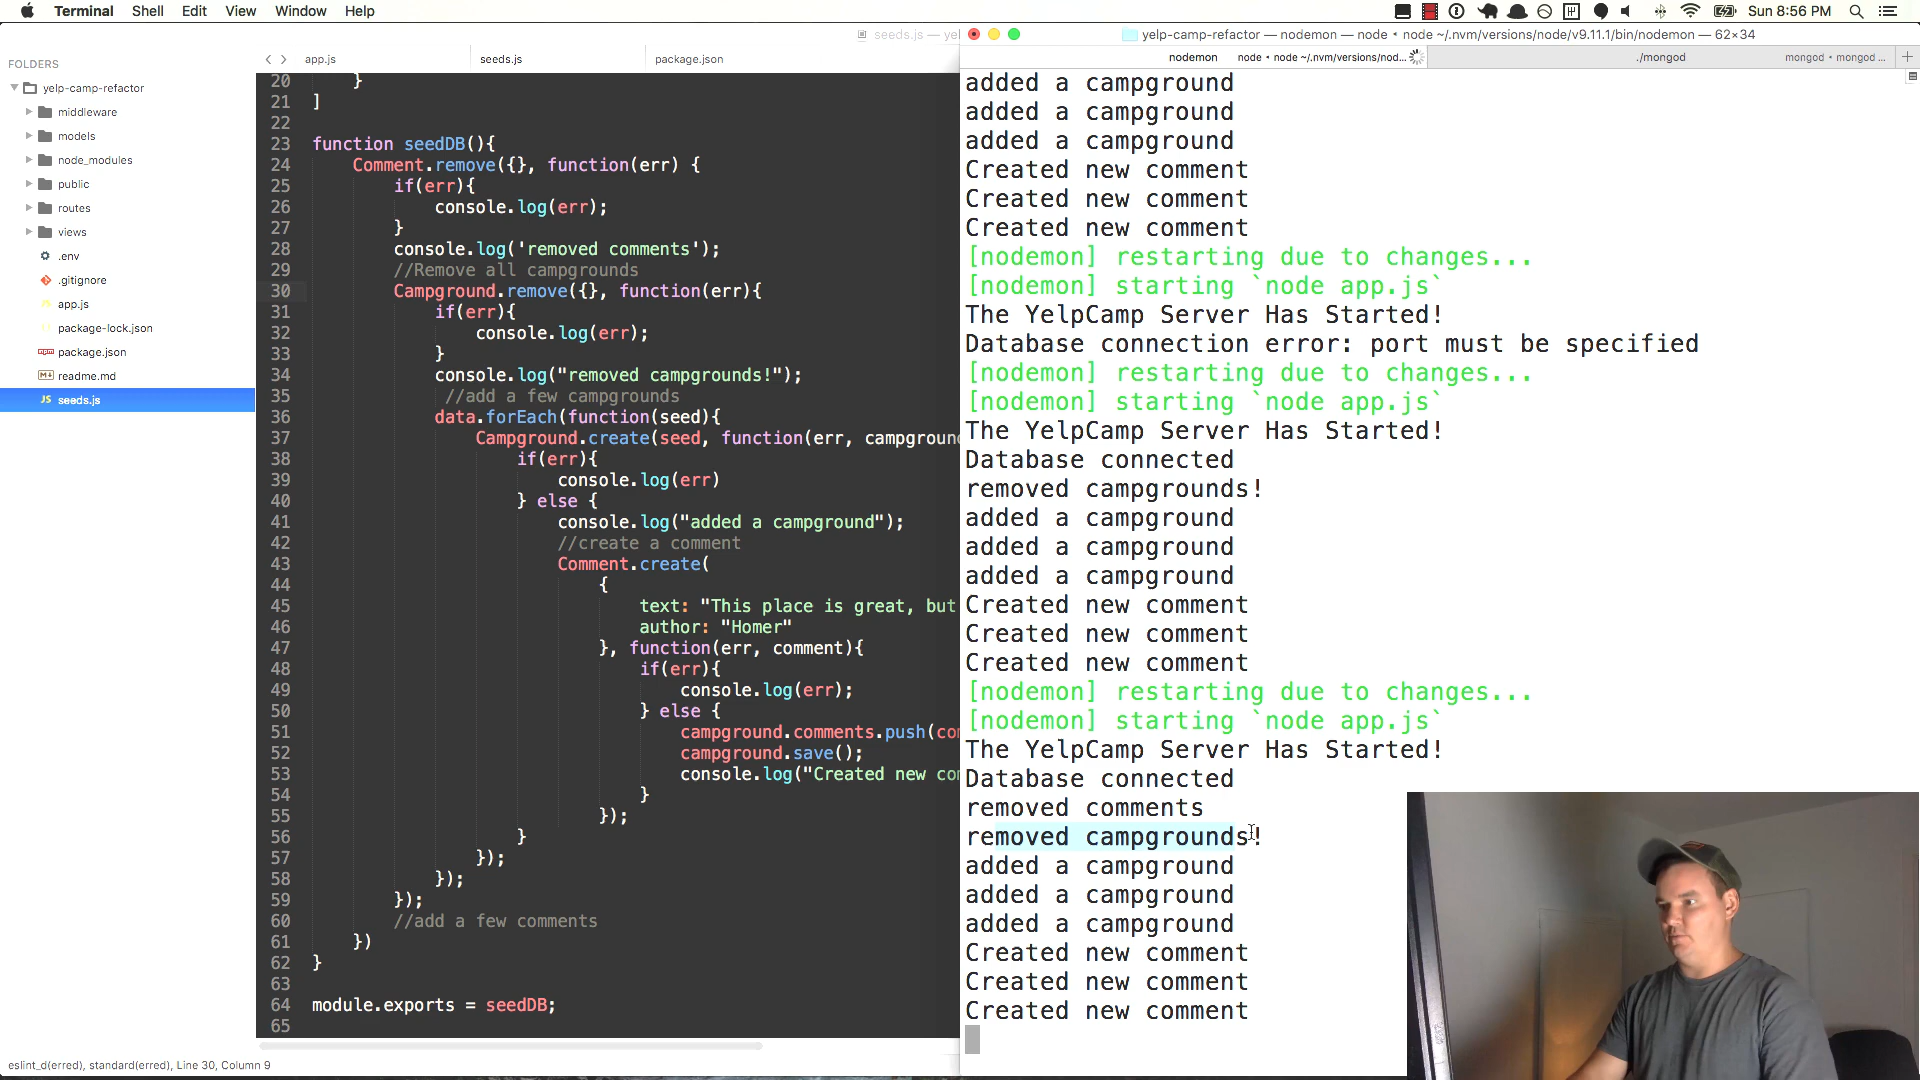 Terminal Shell Edit View Window Help
Sun 8:56 PM
seeds.js — yel
FOLDERS
yelp-camp-refactor
middleware
models
node_modules
public
routes
views
.env
.gitignore
app.js
package-lock.json
package.json
readme.md
JS seeds.js
app.js seeds.js package.json
20 }
21 ]
22
23 function seedDB(){
24 Comment.remove({}, function(err) {
25 if(err){
26 console.log(err);
27 }
28 console.log('removed comments');
29 //Remove all campgrounds
30 Campground.remove({}, function(err){
31 if(err){
32 console.log(err);
33 }
34 console.log("removed campgrounds!");
35 //add a few campgrounds
36 data.forEach(function(seed){
37 Campground.create(seed, function(err, campground
38 if(err){
39 console.log(err)
40 } else {
41 console.log("added a campground");
42 //create a comment
43 Comment.create(
44 {
45 text: "This place is great, but
46 author: "Homer"
47 }, function(err, comment){
48 if(err){
49 console.log(err);
50 } else {
51 campground.comments.push(co
52 campground.save();
53 console.log("Created new co
54 }
55 });
56 }
57 });
58 });
59 });
60 //add a few comments
61 })
62 }
63
64 module.exports = seedDB;
65
eslint_d(erred), standard(erred), Line 30, Column 9
yelp-camp-refactor — nodemon — node • node ~/.nvm/versions/node/v9.11.1/bin/nodemon — 62×34
nodemon node • node ~/.nvm/versions/nod... ./mongod mongod • mongod ...
added a campground
added a campground
added a campground
Created new comment
Created new comment
Created new comment
[nodemon] restarting due to changes...
[nodemon] starting `node app.js`
The YelpCamp Server Has Started!
Database connection error: port must be specified
[nodemon] restarting due to changes...
[nodemon] starting `node app.js`
The YelpCamp Server Has Started!
Database connected
removed campgrounds!
added a campground
added a campground
added a campground
Created new comment
Created new comment
Created new comment
[nodemon] restarting due to changes...
[nodemon] starting `node app.js`
The YelpCamp Server Has Started!
Database connected
removed comments
removed campgrounds!
added a campground
added a campground
added a campground
Created new comment
Created new comment
Created new comment